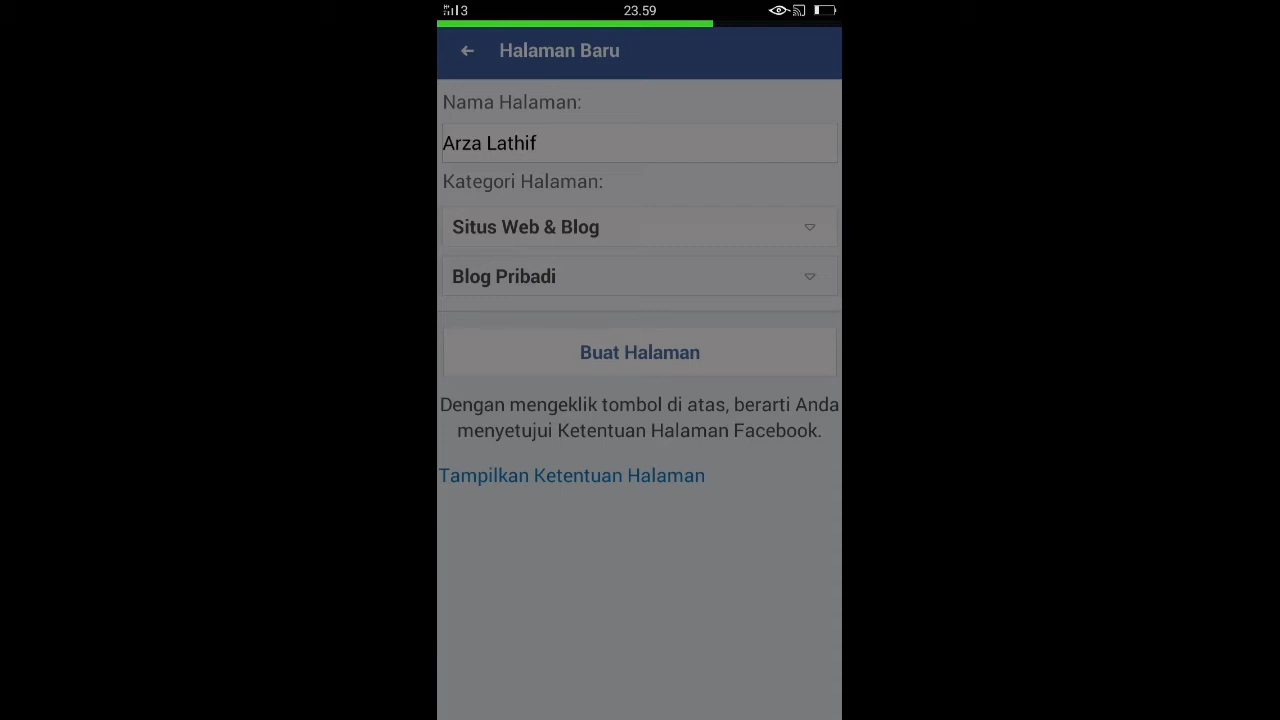 3 23.59
Halaman Baru
Nama Halaman:
Arza Lathif
Kategori Halaman:
Situs Web & Blog
Blog Pribadi
Buat Halaman
Dengan mengeklik tombol di atas, berarti Anda
menyetujui Ketentuan Halaman Facebook.
Tampilkan Ketentuan Halaman